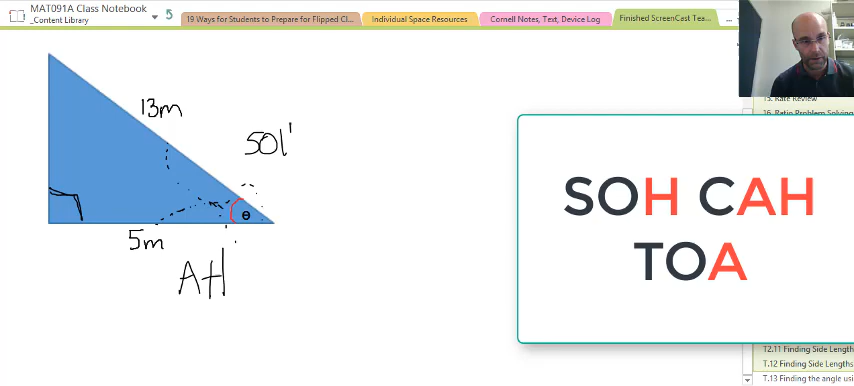 MAT091A Class Notebook
_Content Library
19 Ways for Students to Prepare for Flipped Cl...
Individual Space Resources
Cornell Notes, Text, Device Log
Finished ScreenCast Tea...
...
15. Rate Review
16. Ratio Problem Solving
13m
SOH CAH
TOA
θ
5m
AH
T2.11 Finding Side Lengths
T.12 Finding Side Lengths
T.13 Finding the angle usi